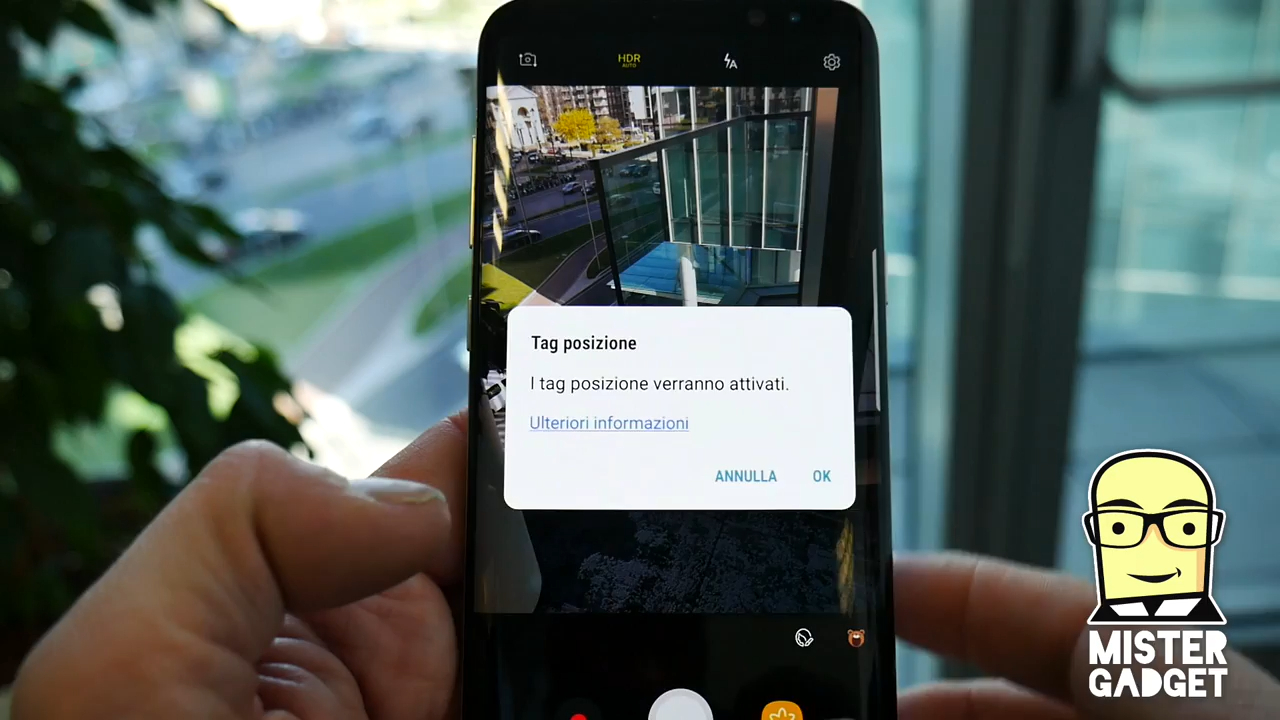 HDR
AUTO
A
Tag posizione
I tag posizione verranno attivati.
Ulteriori informazioni
ANNULLA OK
MISTER
GADGET